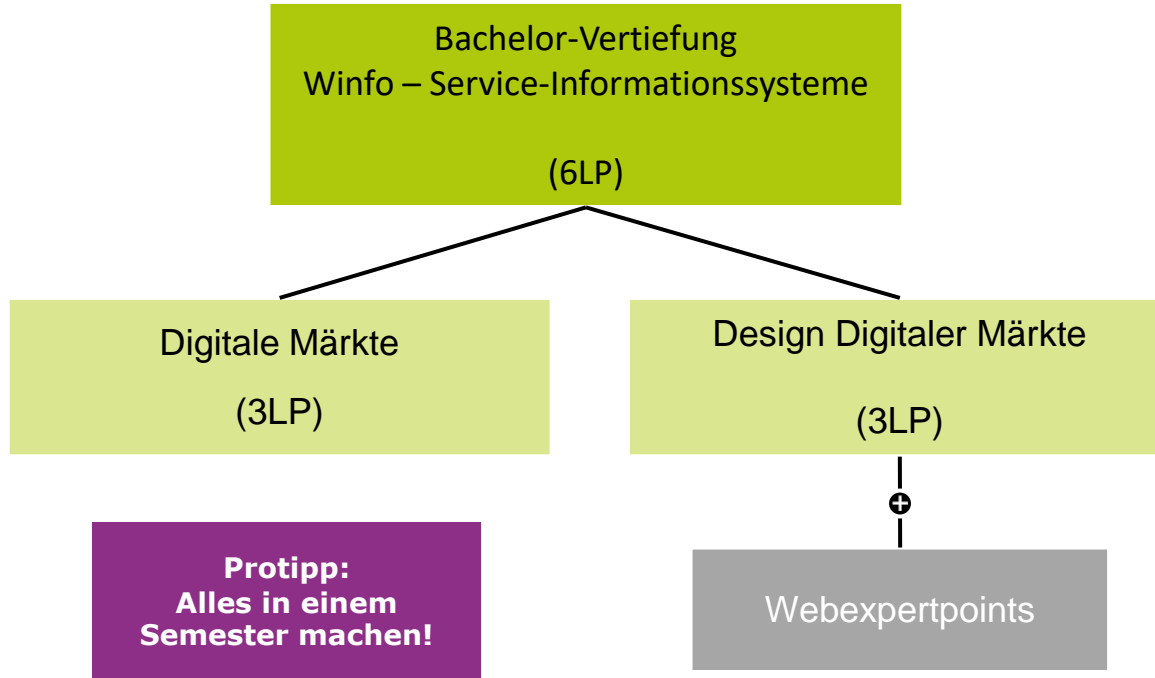 Bachelor-Vertiefung
Winfo – Service-Informationssysteme
(6LP)
Digitale Märkte
(3LP)
Design Digitaler Märkte
(3LP)
Protipp:
Alles in einem
Semester machen!
Webexpertpoints